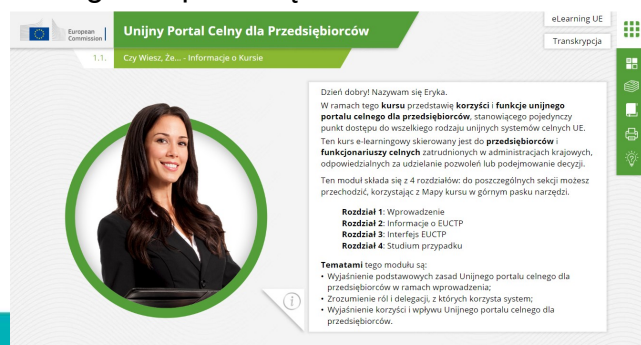 eLearning UE
European
Commission
Unijny Portal Celny dla Przedsiębiorców
Transkrypcja
1.1. Czy Wiesz, Że... - Informacje o Kursie
Dzień dobry! Nazywam się Eryka.
W ramach tego kursu przedstawię korzyści i funkcje unijnego
portalu celnego dla przedsiębiorców, stanowiącego pojedynczy
punkt dostępu do wszelkiego rodzaju unijnych systemów celnych UE.
Ten kurs e-learningowy skierowany jest do przedsiębiorców i
funkcjonariuszy celnych zatrudnionych w administracjach krajowych,
odpowiedzialnych za udzielanie pozwoleń lub podejmowanie decyzji.
Ten moduł składa się z 4 rozdziałów: do poszczególnych sekcji możesz
przechodzić, korzystając z Mapy kursu w górnym pasku narzędzi.
Rozdział 1: Wprowadzenie
Rozdział 2: Informacje o EUCTP
Rozdział 3: Interfejs EUCTP
Rozdział 4: Studium przypadku
Tematami tego modułu są:
• Wyjaśnienie podstawowych zasad Unijnego portalu celnego dla
przedsiębiorców w ramach wprowadzenia;
• Zrozumienie ról i delegacji, z których korzysta system;
• Wyjaśnienie korzyści i wpływu Unijnego portalu celnego dla
przedsiębiorców.